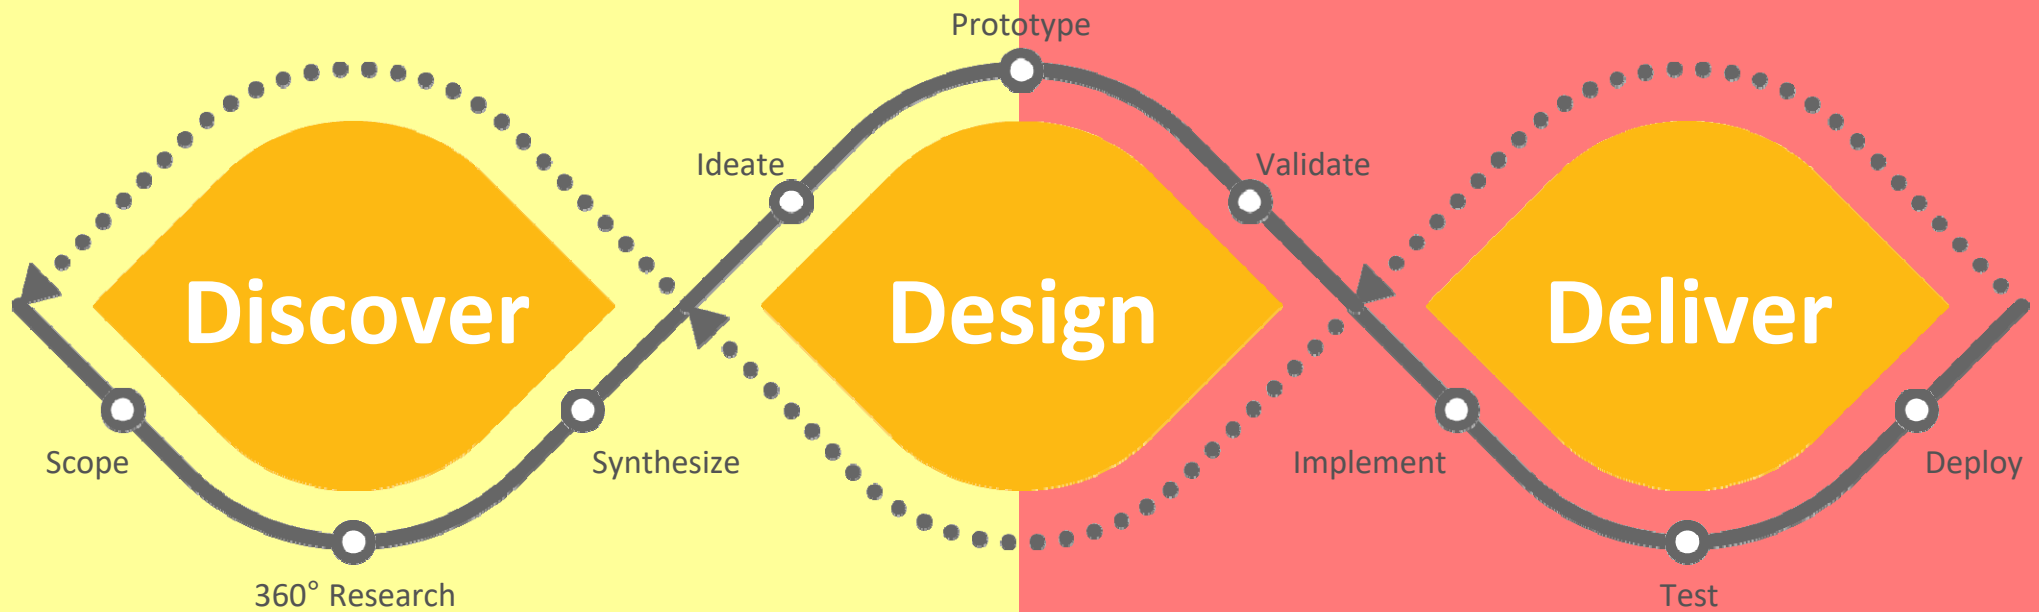 Prototype
Ideate
Validate
Discover
Design
Deliver
Scope
Synthesize
Implement
Deploy
360° Research
Test